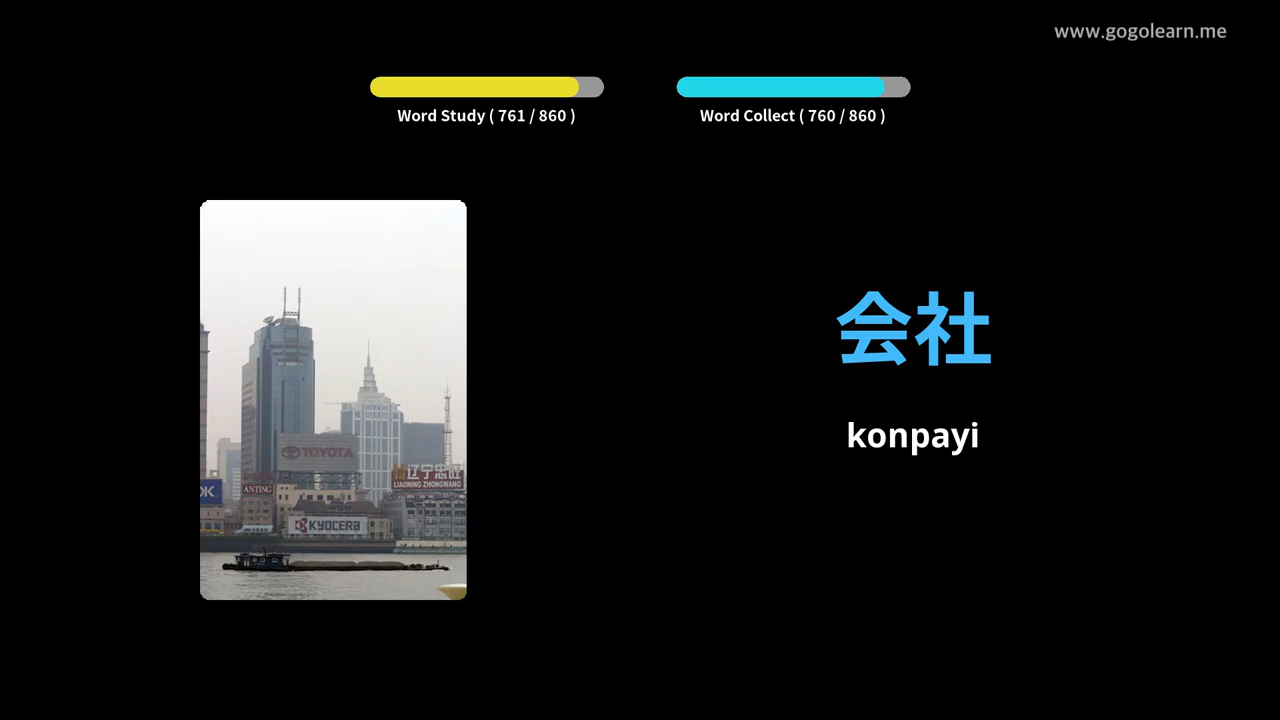 www.gogolearn.me
Word Study ( 761 / 860 )
Word Collect ( 760 / 860 )
会社
konpayi
TOYOTA
辽宁忠旺
LIAONING ZHONGWANG
OK
ANTING
KYOCERA